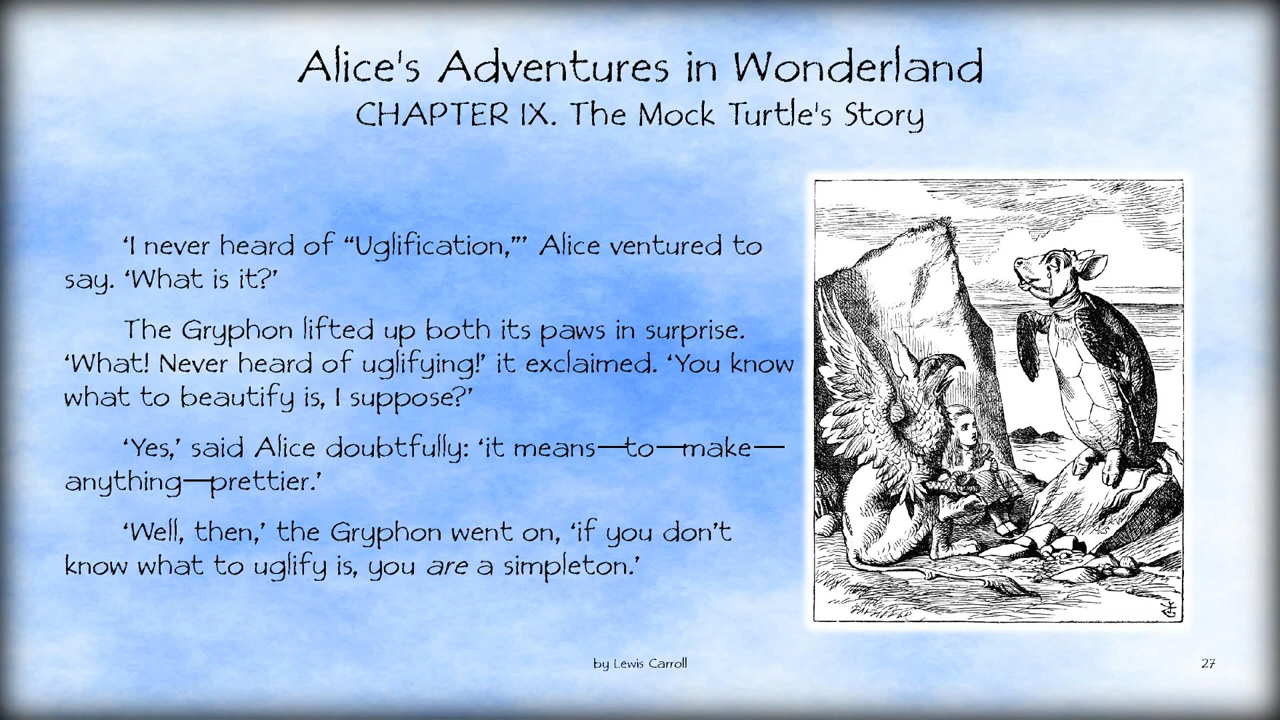 Alice's Adventures in Wonderland
CHAPTER IX. The Mock Turtle's Story
‘I never heard of “Uglification,”’ Alice ventured to
say. ‘What is it?’
The Gryphon lifted up both its paws in surprise.
‘What! Never heard of uglifying!’ it exclaimed. ‘You know
what to beautify is, I suppose?’
‘Yes,’ said Alice doubtfully: ‘it means—to—make—
anything—prettier.’
‘Well, then,’ the Gryphon went on, ‘if you don’t
know what to uglify is, you are a simpleton.’
by Lewis Carroll
27